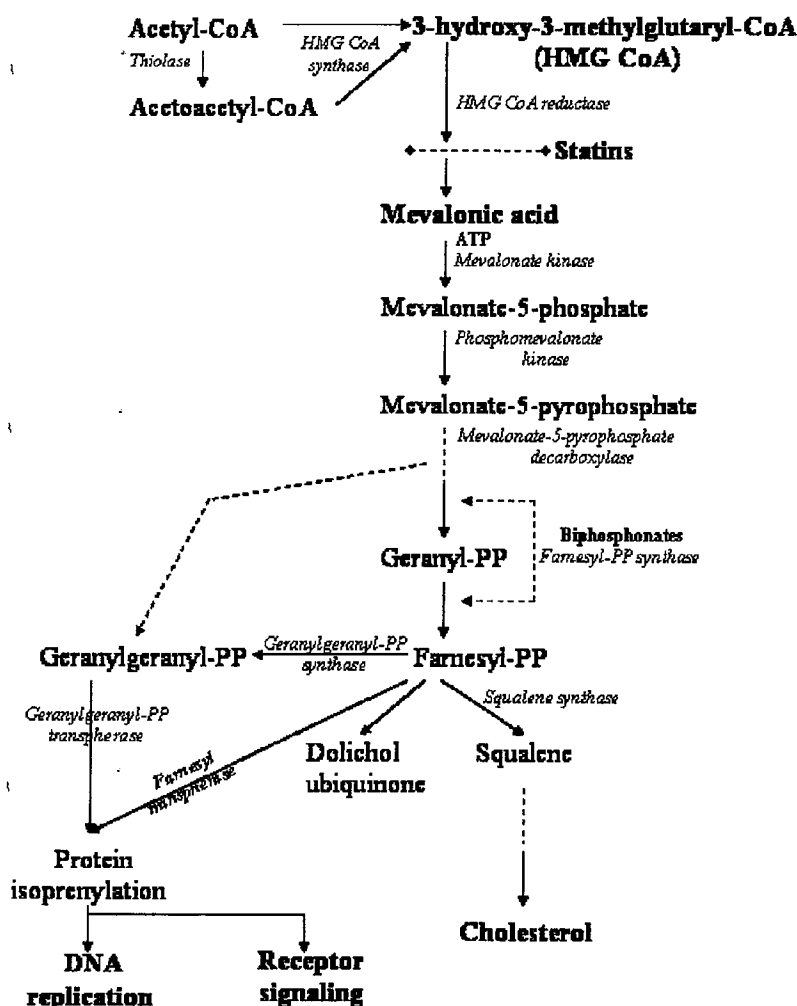 Acetyl-CoA
3-hydroxy-3-methylglutaryl-CoA
(HMG CoA)
Thiolase
HMG CoA
synthase
Acetoacetyl-CoA
HMG CoA reductase
Statins
Mevalonic acid
ATP
Mevalonate kinase
Mevalonate-5-phosphate
Phosphomevalonate
kinase
Mevalonate-5-pyrophosphate
Mevalonate-5-pyrophosphate
decarboxylase
Biphosphonates
Geranyl-PP
Farnesyl-PP synthase
Geranylgeranyl-PP
Geranylgeranyl-PP
synthase
Farnesyl-PP
Squalene synthase
Geranylgeranyl-PP
transpherase
Farnesyl
transpherase
Dolichol
ubiquinone
Squalene
Protein
isoprenylation
Cholesterol
DNA
replication
Receptor
signaling